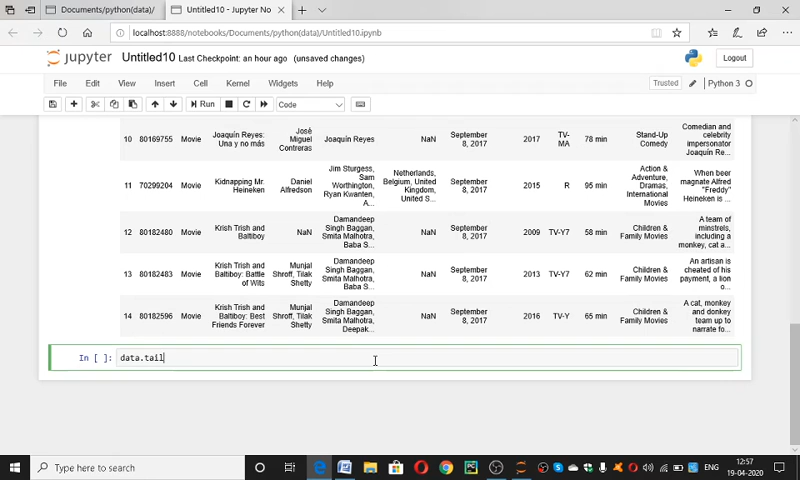 Documents/python(data)/
Untitled10 - Jupyter No
localhost:8888/notebooks/Documents/python(data)/Untitled10.ipynb
jupyter Untitled10 Last Checkpoint: an hour ago (unsaved changes) Logout
File Edit View Insert Cell Kernel Widgets Help Trusted Python 3
Run Code
10 80169755 Movie Joaquín Reyes: Una y no más José Miguel Contreras Joaquín Reyes NaN September 8, 2017 2017 TV-MA 78 min Stand-Up Comedy Comedian and celebrity impersonator Joaquín Re...
11 70299204 Movie Kidnapping Mr. Heineken Daniel Alfredson Jim Sturgess, Sam Worthington, Ryan Kwanten, A... Netherlands, Belgium, United Kingdom, United S... September 8, 2017 2015 R 95 min Action & Adventure, Dramas, International Movies When beer magnate Alfred "Freddy" Heineken is ...
12 80182480 Movie Krish Trish and Baltiboy NaN Damandeep Singh Baggan, Smita Malhotra, Baba S... NaN September 8, 2017 2009 TV-Y7 58 min Children & Family Movies A team of minstrels, including a monkey, cat a...
13 80182483 Movie Krish Trish and Baltiboy: Battle of Wits Munjal Shroff, Tilak Shetty Damandeep Singh Baggan, Smita Malhotra, Baba S... NaN September 8, 2017 2013 TV-Y7 62 min Children & Family Movies An artisan is cheated of his payment, a lion o...
14 80182596 Movie Krish Trish and Baltiboy: Best Friends Forever Munjal Shroff, Tilak Shetty Damandeep Singh Baggan, Smita Malhotra, Deepak... NaN September 8, 2017 2016 TV-Y 65 min Children & Family Movies A cat, monkey and donkey team up to narrate fo...
In [ ]: data.tail
Type here to search
ENG
12:57
19-04-2020